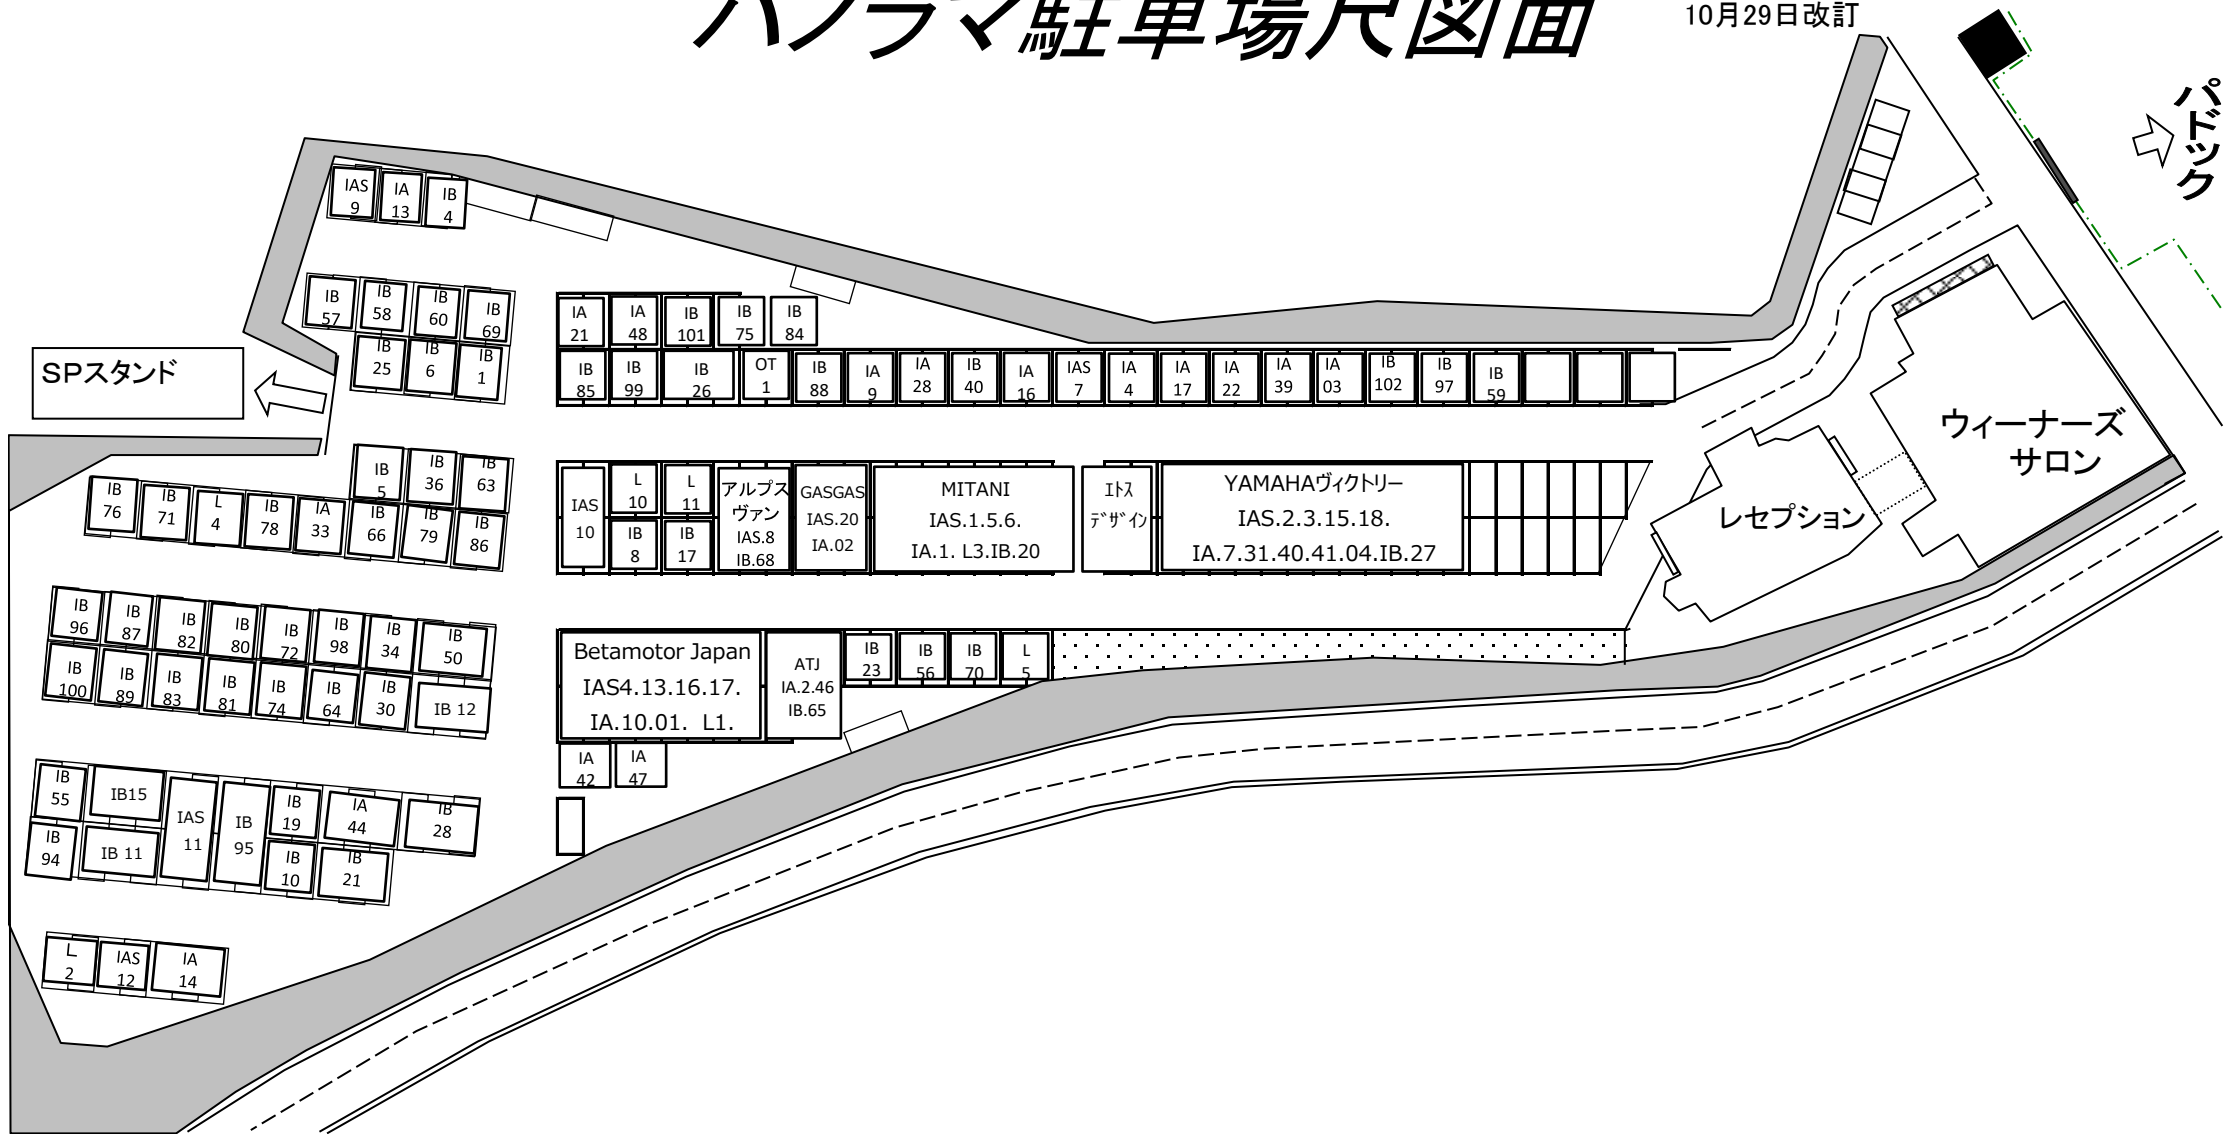 パノラマ駐車場尺図面
10月29日改訂
パドック
IAS
9
IA
13
IB
4
IB
57
IB
58
IB
60
IB
69
IB
25
IB
6
IB
1
IA
21
IA
48
IB
101
IB
75
IB
84
IB
85
IB
99
IB
26
OT
1
IB
88
IA
9
IA
28
IB
40
IA
16
IAS
7
IA
4
IA
17
IA
22
IA
39
IA
03
IB
102
IB
97
IB
59
SPスタンド
ウィーナーズ
サロン
レセプション
IB
5
IB
36
IB
63
IB
76
IB
71
L
4
IB
78
IA
33
IB
66
IB
79
IB
86
IAS
10
L
10
L
11
IB
8
IB
17
アルプス
ヴァン
IAS.8
IB.68
GASGAS
IAS.20
IA.02
MITANI
IAS.1.5.6.
IA.1. L3.IB.20
ｴﾄｽ
ﾃﾞｻﾞｲﾝ
YAMAHAヴィクトリー
IAS.2.3.15.18.
IA.7.31.40.41.04.IB.27
IB
96
IB
87
IB
82
IB
80
IB
72
IB
98
IB
34
IB
50
IB
100
IB
89
IB
83
IB
81
IB
74
IB
64
IB
30
IB 12
Betamotor Japan
IAS4.13.16.17.
IA.10.01. L1.
ATJ
IA.2.46
IB.65
IB
23
IB
56
IB
70
L
5
IA
42
IA
47
IB
55
IB15
IAS
11
IB
95
IB
19
IA
44
IB
28
IB
94
IB 11
IB
10
IB
21
L
2
IAS
12
IA
14